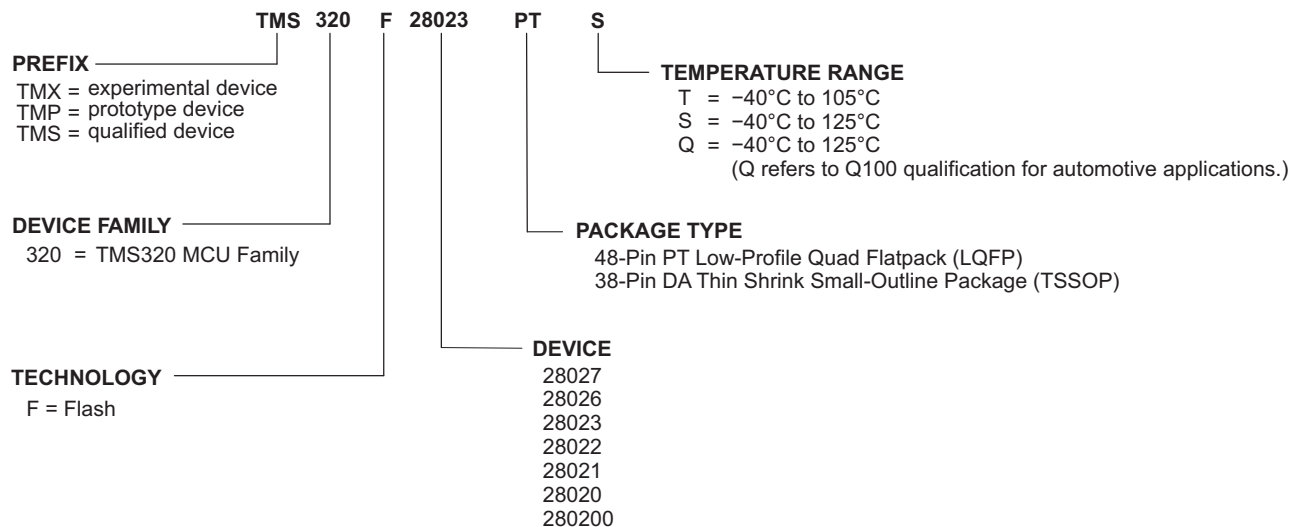 TMS 320 F 28023 PT S
PREFIX
TMX = experimental device
TMP = prototype device
TMS = qualified device
TEMPERATURE RANGE
T = −40°C to 105°C
S = −40°C to 125°C
Q = −40°C to 125°C
(Q refers to Q100 qualification for automotive applications.)
DEVICE FAMILY
320 = TMS320 MCU Family
PACKAGE TYPE
48-Pin PT Low-Profile Quad Flatpack (LQFP)
38-Pin DA Thin Shrink Small-Outline Package (TSSOP)
TECHNOLOGY
F = Flash
DEVICE
28027
28026
28023
28022
28021
28020
280200